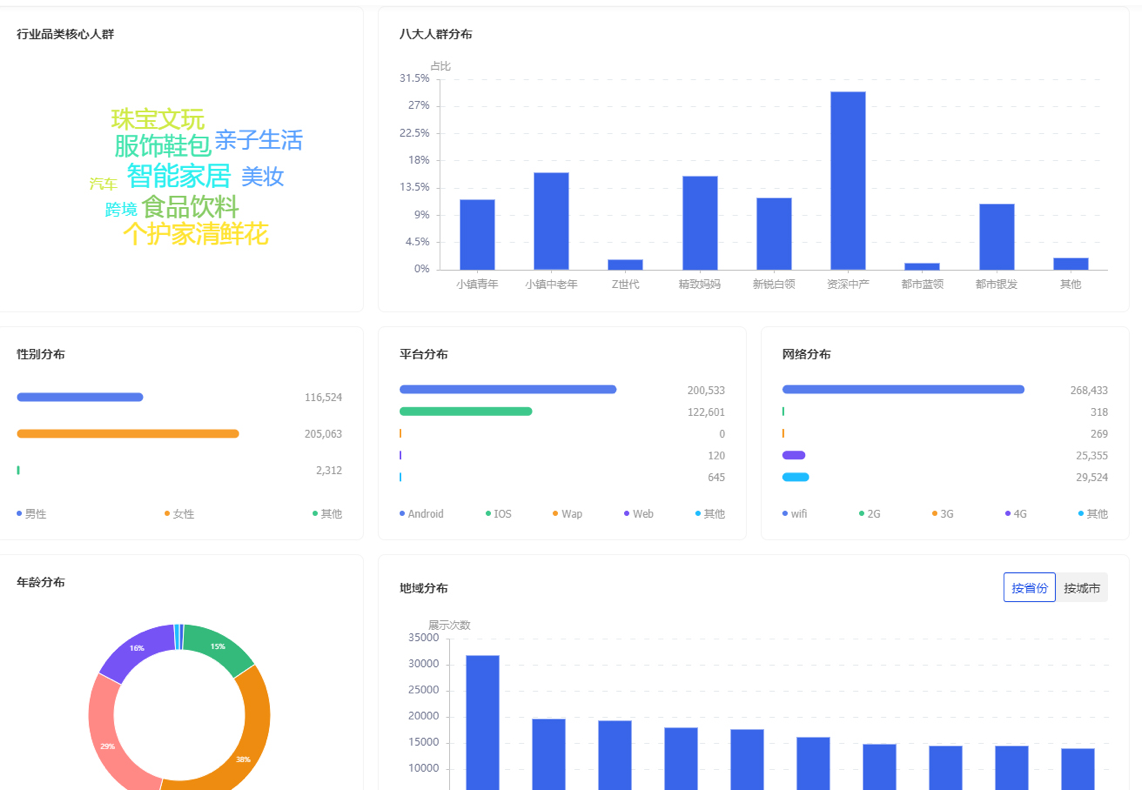 行业品类核心人群
珠宝文玩
服饰鞋包
亲子生活
智能家居
美妆
汽车
跨境
食品饮料
个护家清鲜花
八大人群分布
占比
31.5%
27%
22.5%
18%
13.5%
9%
4.5%
0%
小镇青年 小镇中老年 Z世代 精致妈妈 新锐白领 资深中产 都市蓝领 都市银发 其他
性别分布
116,524
205,063
2,312
男性 女性 其他
平台分布
200,533
122,601
0
120
645
Android IOS Wap Web 其他
网络分布
268,433
318
269
25,355
29,524
wifi 2G 3G 4G 其他
年龄分布
16%
15%
29%
38%
地域分布
按省份 按城市
展示次数
35000
30000
25000
20000
15000
10000